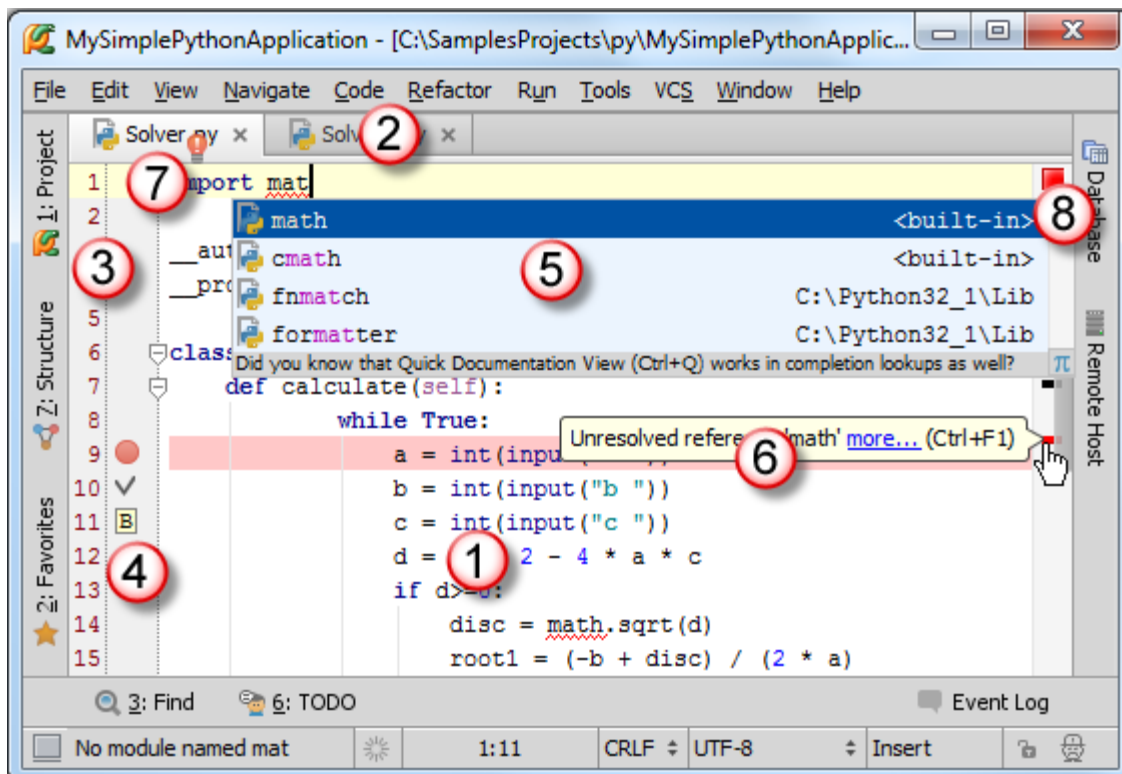 MySimplePythonApplication - [C:\SamplesProjects\py\MySimplePythonApplic...
File Edit View Navigate Code Refactor Run Tools VCS Window Help
Solver.py 2
1: Project
7: Structure
2: Favorites
Database
Remote Host
7
1 import mat
2
math <built-in>
8
3
cmath <built-in>
5
fnmatch C:\Python32_1\Lib
5
formatter C:\Python32_1\Lib
6 class
Did you know that Quick Documentation View (Ctrl+Q) works in completion lookups as well? π
7 def calculate(self):
8 while True:
Unresolved reference 'math' more... (Ctrl+F1)
6
9 a = int(input
10 b = int(input("b "))
11 B c = int(input("c "))
4
1
12 d = 2 - 4 * a * c
13 if d>=0:
14 disc = math.sqrt(d)
15 root1 = (-b + disc) / (2 * a)
3: Find 6: TODO Event Log
No module named mat 1:11 CRLF UTF-8 Insert